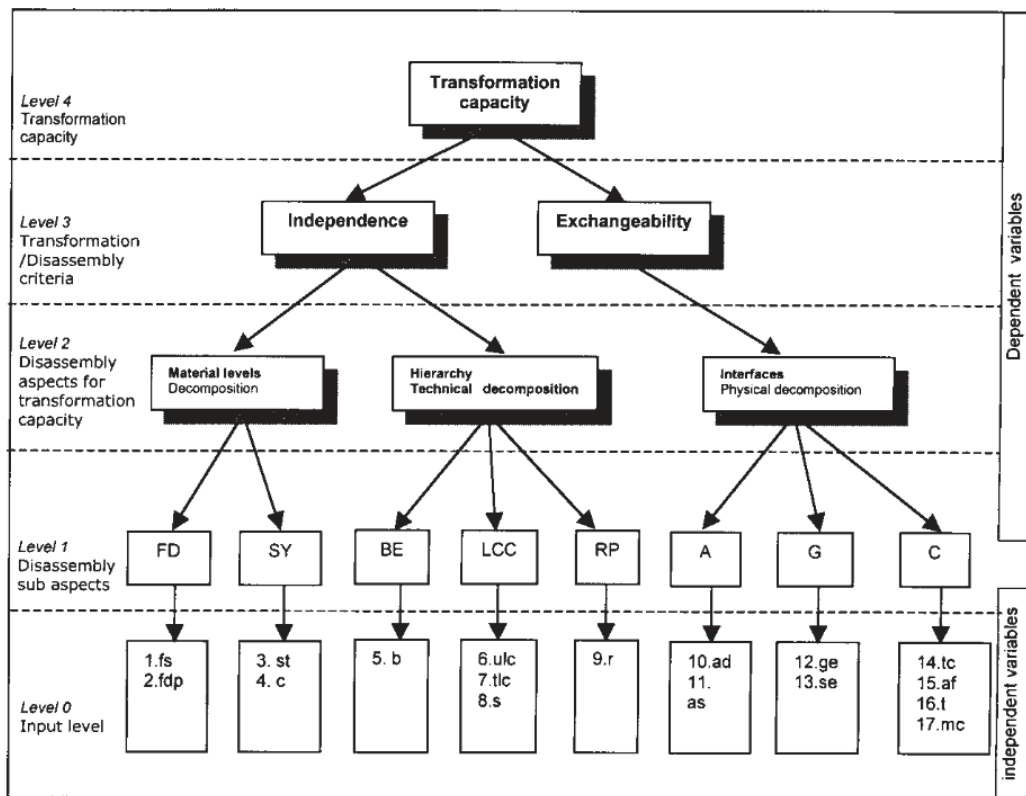 Transformation
capacity
Level 4
Transformation
capacity
Independence
Exchangeability
Level 3
Transformation
/Disassembly
criteria
Dependent variables
Level 2
Disassembly
aspects for
transformation
capacity
Material levels
Decomposition
Hierarchy
Technical decomposition
Interfaces
Physical decomposition
Level 1
Disassembly
sub aspects
FD
SY
BE
LCC
RP
A
G
C
Level 0
Input level
1.fs
2.fdp
3. st
4. c
5. b
6.ulc
7.tlc
8.s
9.r
10.ad
11.
as
12.ge
13.se
14.tc
15.af
16.t
17.mc
independent variables